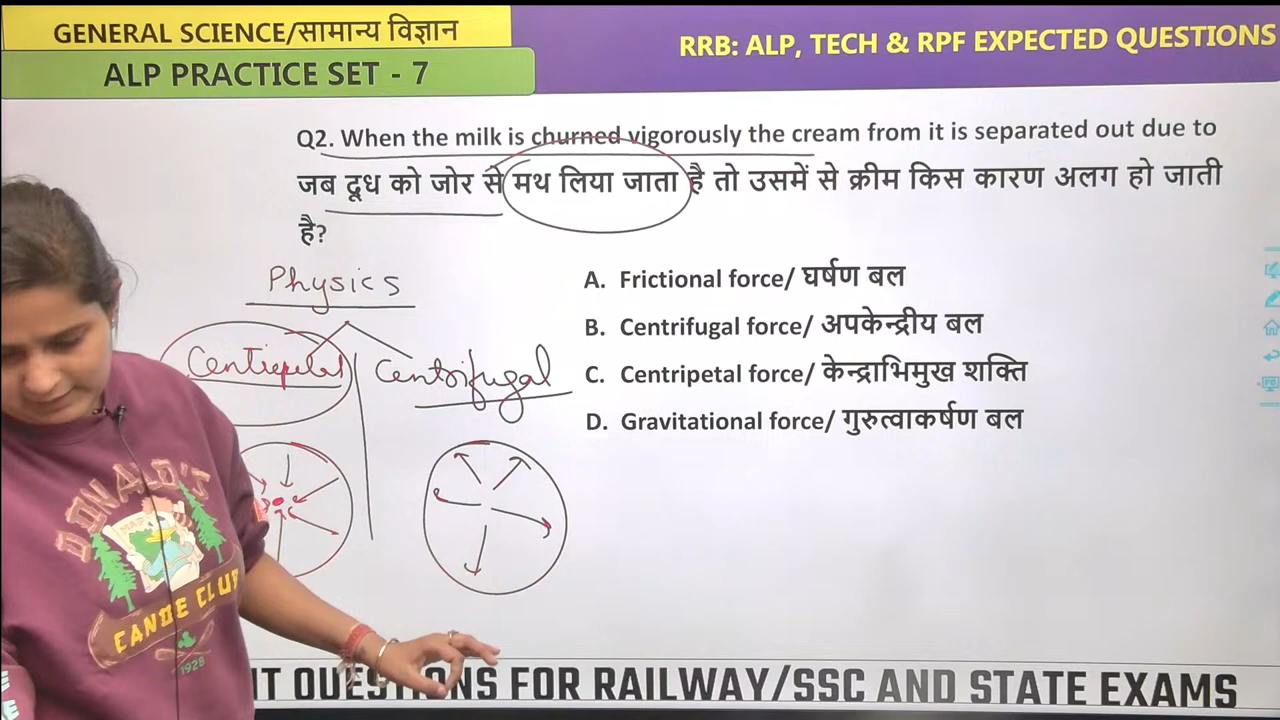 GENERAL SCIENCE/सामान्य विज्ञान
RRB: ALP, TECH & RPF EXPECTED QUESTIONS
ALP PRACTICE SET - 7
Q2. When the milk is churned vigorously the cream from it is separated out due to
जब दूध को जोर से मथ लिया जाता है तो उसमें से क्रीम किस कारण अलग हो जाती
है?
Physics
Centripetal
Centrifugal
A. Frictional force/ घर्षण बल
B. Centrifugal force/ अपकेन्द्रीय बल
C. Centripetal force/ केन्द्राभिमुख शक्ति
D. Gravitational force/ गुरुत्वाकर्षण बल
DONALD'S
MAP
CANOE CLUB
1928
QUESTIONS FOR RAILWAY/SSC AND STATE EXAMS